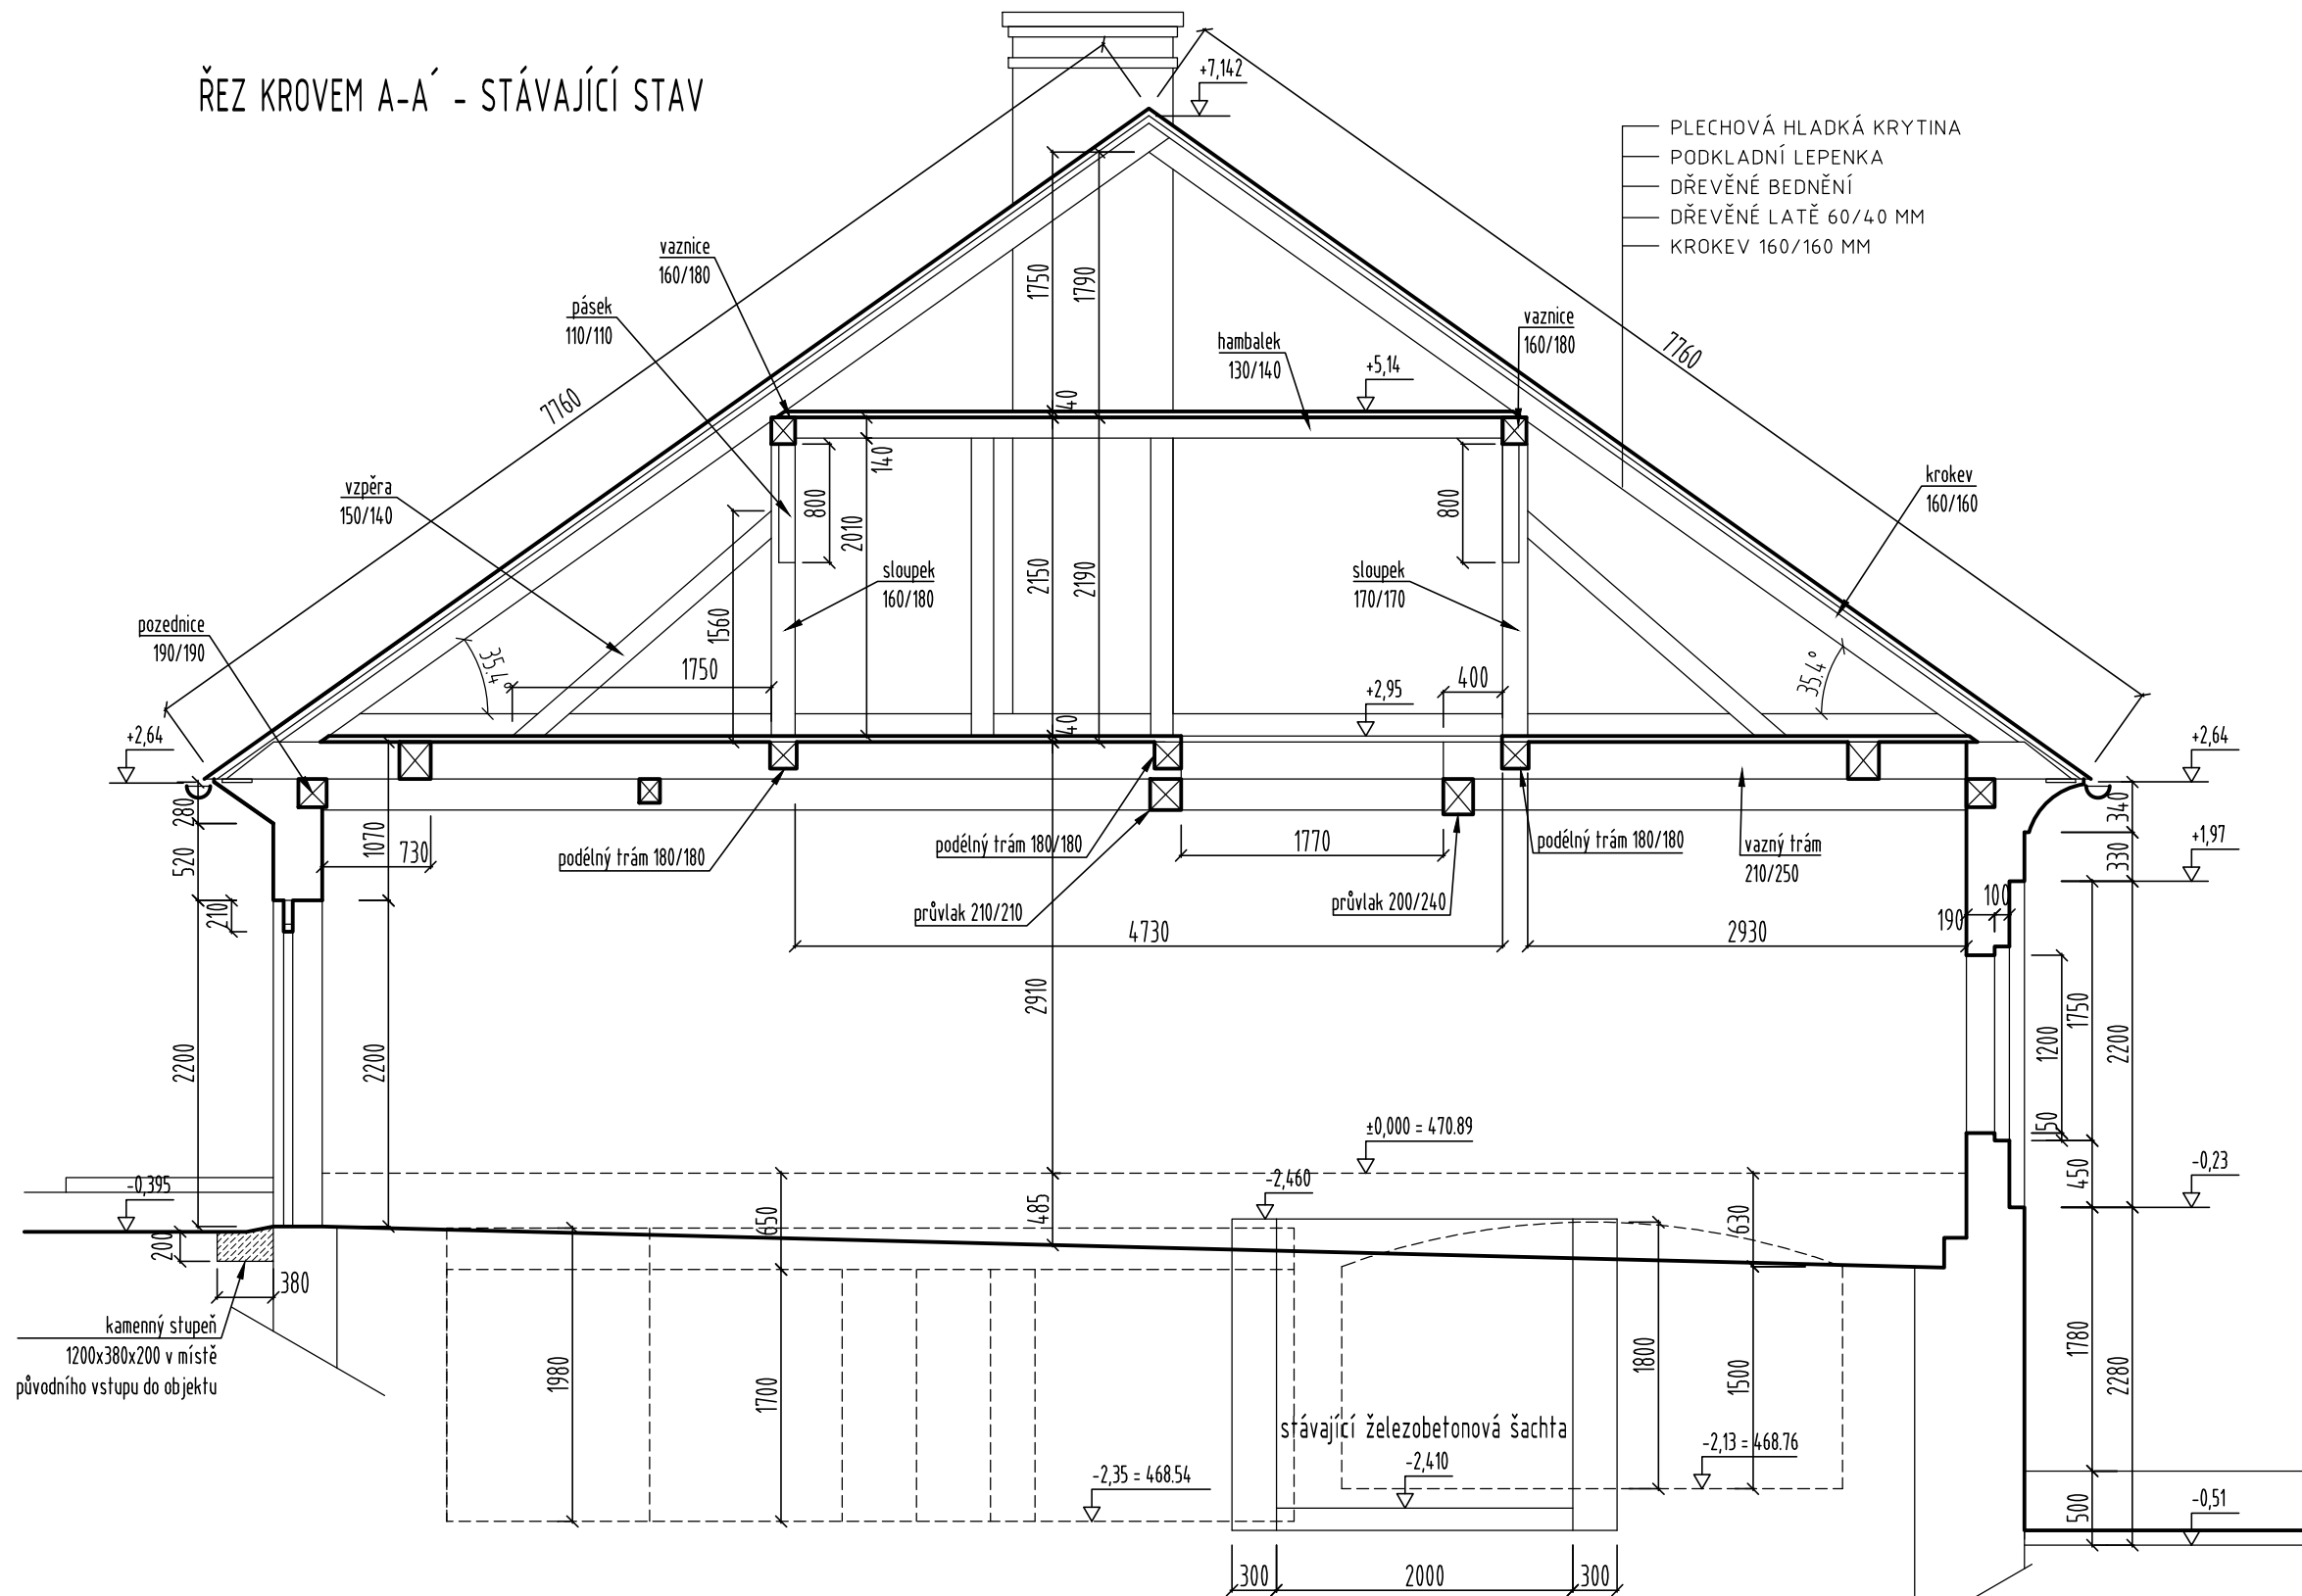 ŘEZ KROVEM A-A´ - STÁVAJÍCÍ STAV
+7,142
PLECHOVÁ HLADKÁ KRYTINA
PODKLADNÍ LEPENKA
DŘEVĚNÉ BEDNĚNÍ
DŘEVĚNÉ LATĚ 60/40 MM
KROKEV 160/160 MM
vaznice
160/180
pásek
110/110
1750
1790
hambalek
130/140
vaznice
160/180
7760
7760
+5,14
40
140
vzpěra
150/140
800
2010
800
krokev
160/160
sloupek
160/180
2150
2190
sloupek
170/170
pozednice
190/190
1560
35.4°
1750
400
35.4°
+2,95
40
+2,64
+2,64
280
520
1070
730
podélný trám 180/180
podélný trám 180/180
1770
podélný trám 180/180
vazný trám
210/250
340
+1,97
330
210
průvlak 210/210
průvlak 200/240
100
190
4730
2930
2910
2200
2200
1200
1750
2200
50
±0,000 = 470.89
-0,395
-2,460
450
-0,23
200
380
650
485
630
kamenný stupeň
1200x380x200 v místě
původního vstupu do objektu
1980
1700
1800
1500
1780
2280
stávající železobetonová šachta
-2,410
-2,13 = 468.76
-2,35 = 468.54
500
-0,51
300
2000
300